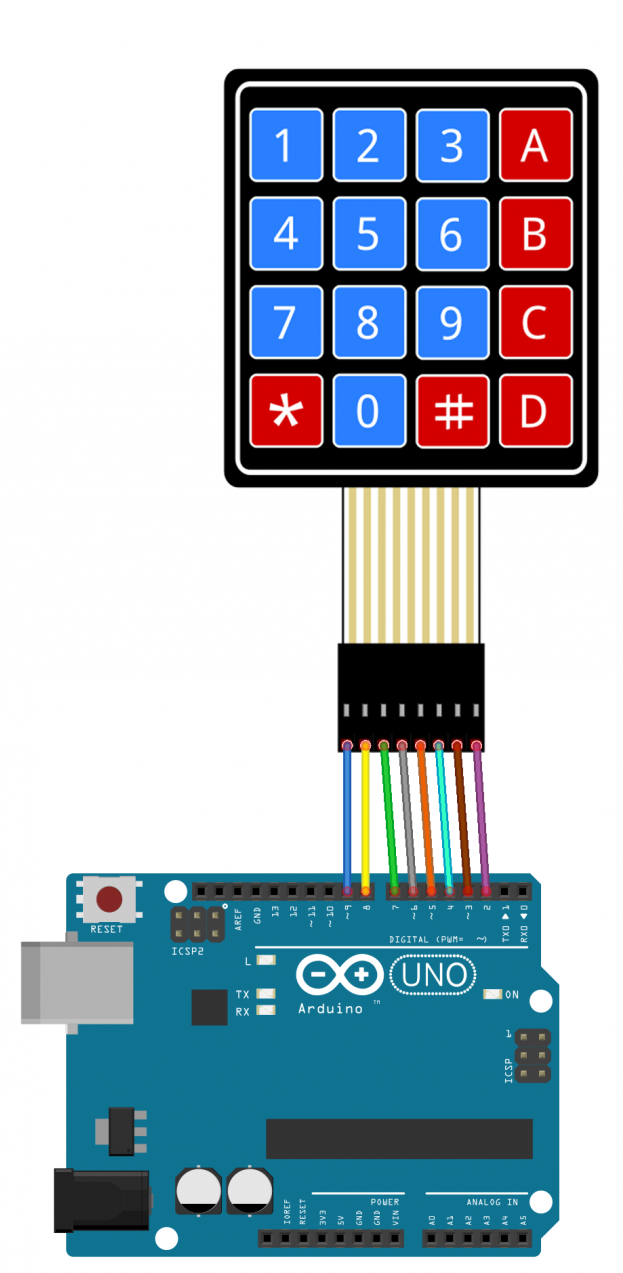 1 2 3 A
4 5 6 B
7 8 9 C
* 0 # D
RESET
ICSP2
AREF
GND
13
12
~11
~10
~9
8
7
~6
~5
4
~3
2
TX0 ▶ 1
RX0 ◀ 0
DIGITAL (PWM= ~)
L
TX
RX
UNO
Arduino™
ON
1
ICSP
POWER
ANALOG IN
IOREF
RESET
3V3
5V
GND
GND
VIN
A0
A1
A2
A3
A4
A5